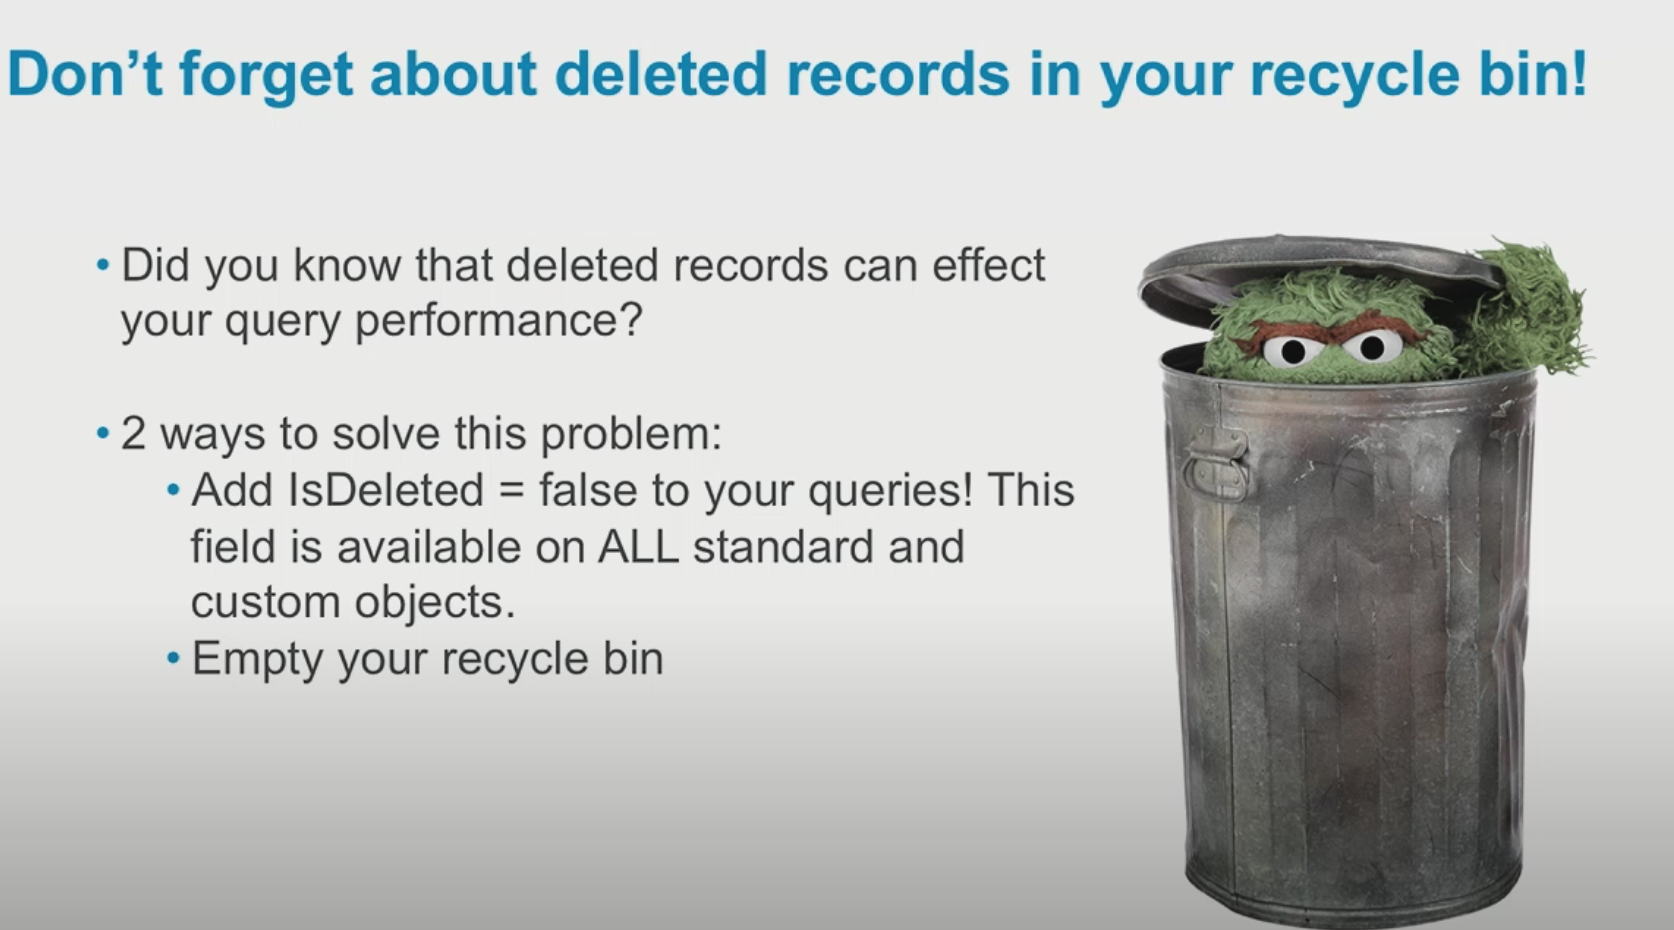 Don’t forget about deleted records in your recycle bin!
• Did you know that deleted records can effect
your query performance?
• 2 ways to solve this problem:
• Add IsDeleted = false to your queries! This
field is available on ALL standard and
custom objects.
• Empty your recycle bin